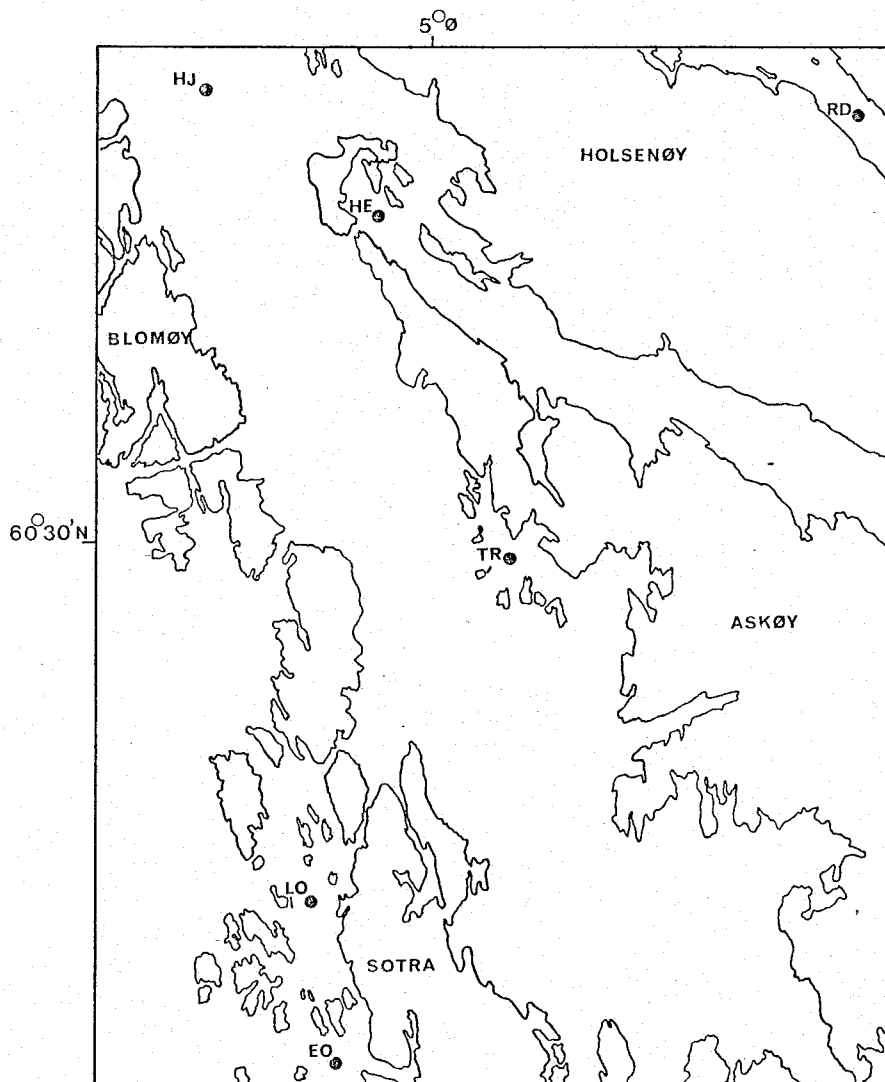 5°0
HJ
RD
HOLSENØY
HE
BLOMØY
60°30'N
TR
ASKØY
LO
SOTRA
EO